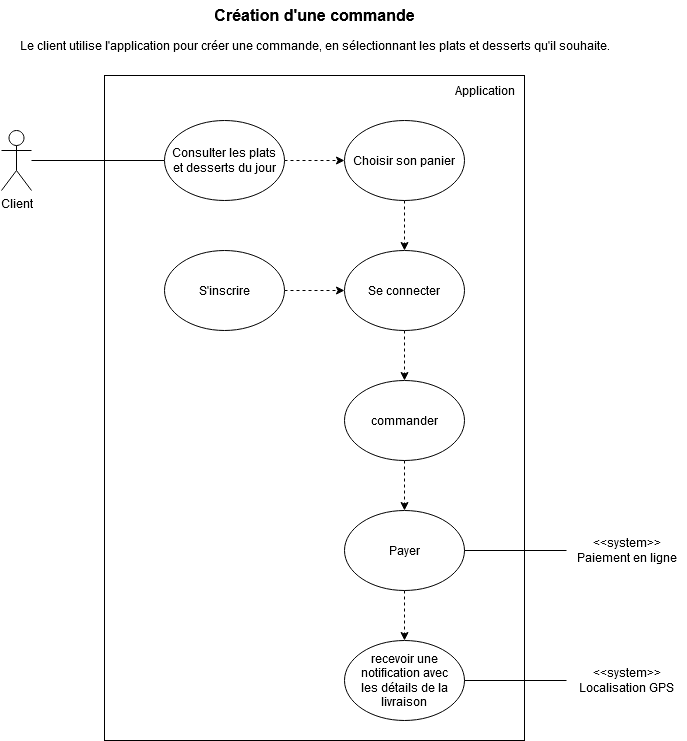 Création d'une commande
Le client utilise l'application pour créer une commande, en sélectionnant les plats et desserts qu'il souhaite.
Application
Client
Consulter les plats
et desserts du jour
Choisir son panier
S'inscrire
Se connecter
commander
Payer
<<system>>
Paiement en ligne
recevoir une
notification avec
les détails de la
livraison
<<system>>
Localisation GPS